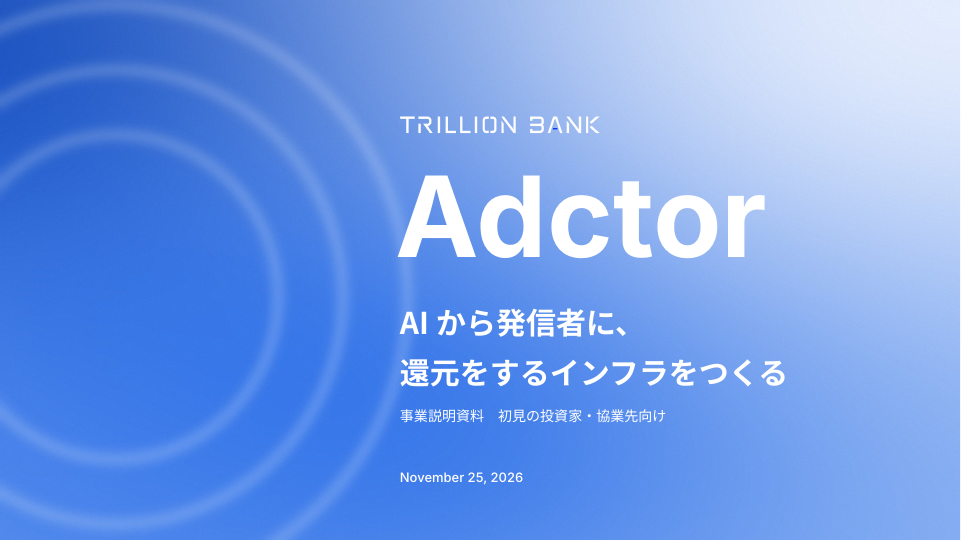 TRILLION BANK
Adctor
AI から発信者に、
還元をするインフラをつくる
事業説明資料　初見の投資家・協業先向け
November 25, 2026